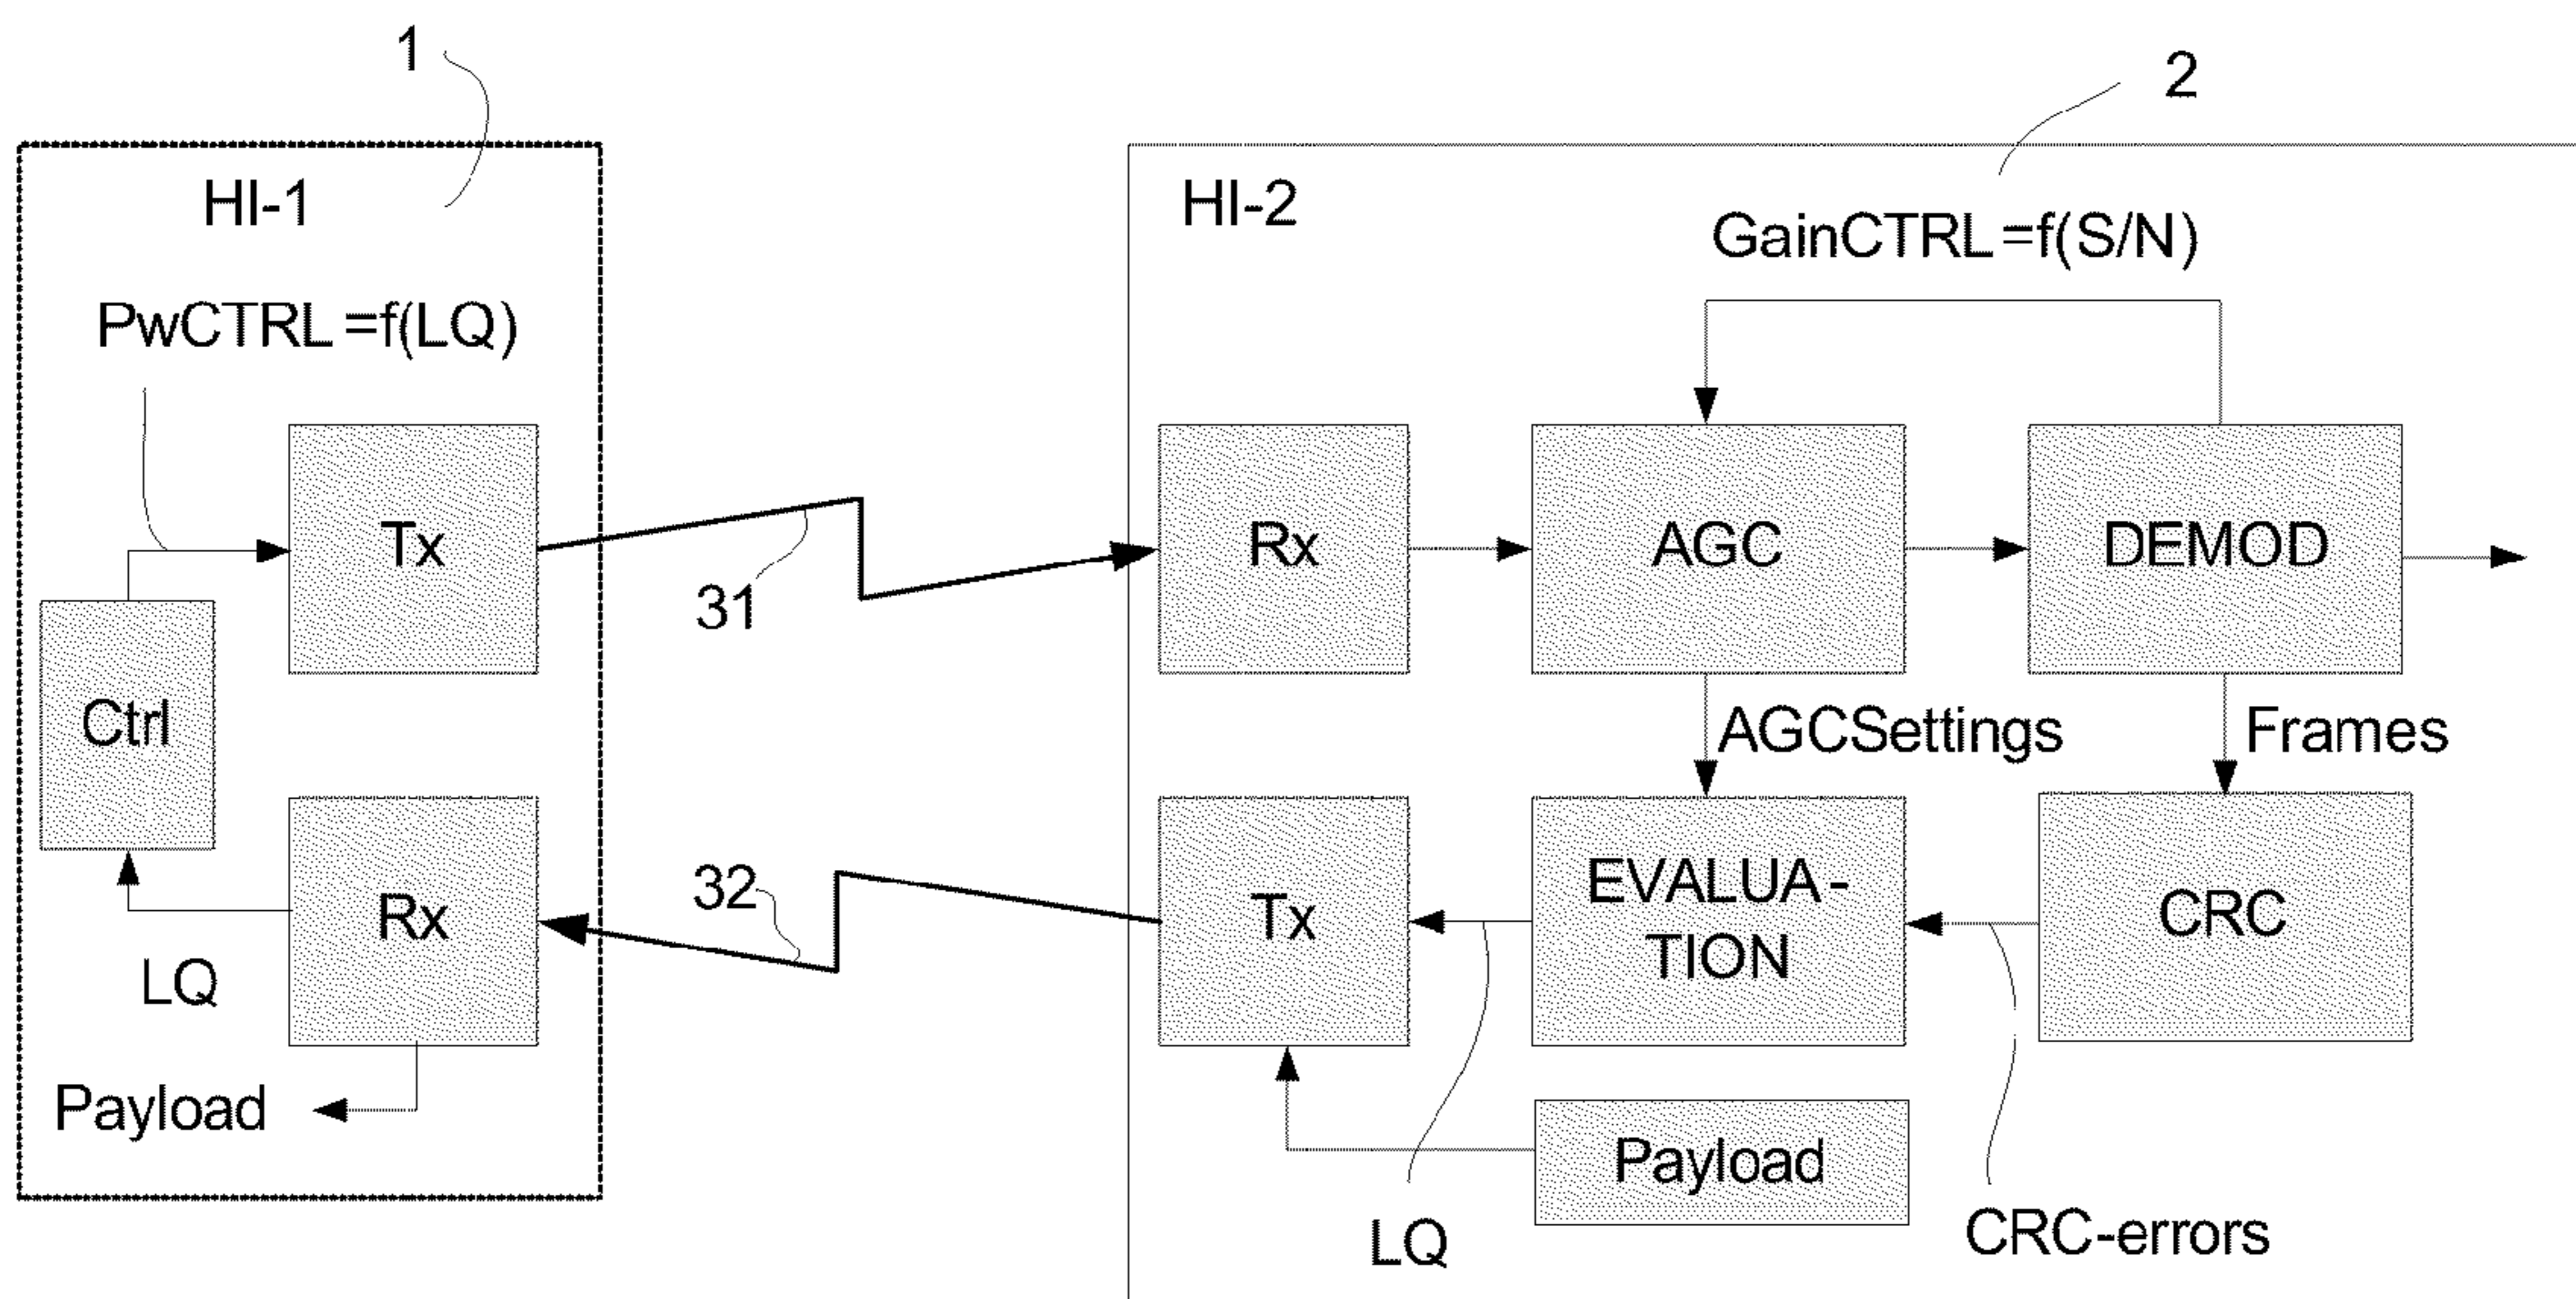 1
2
HI-1
HI-2
GainCTRL=f(S/N)
PwCTRL=f(LQ)
Tx
Rx
AGC
DEMOD
31
Ctrl
AGCSettings
Frames
32
Rx
Tx
EVALUA-
TION
CRC
LQ
Payload
Payload
LQ
CRC-errors